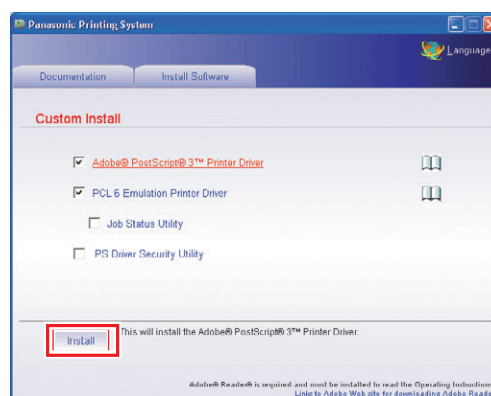 Panasonic Printing System
Language
Documentation Install Software
Custom Install
Adobe® PostScript® 3™ Printer Driver
PCL 6 Emulation Printer Driver
Job Status Utility
PS Driver Security Utility
Install
This will install the Adobe® PostScript® 3™ Printer Driver.
Adobe® Reader® is required and must be installed to read the Operating Instruction
Links to Adobe Web site for downloading Adobe Reade